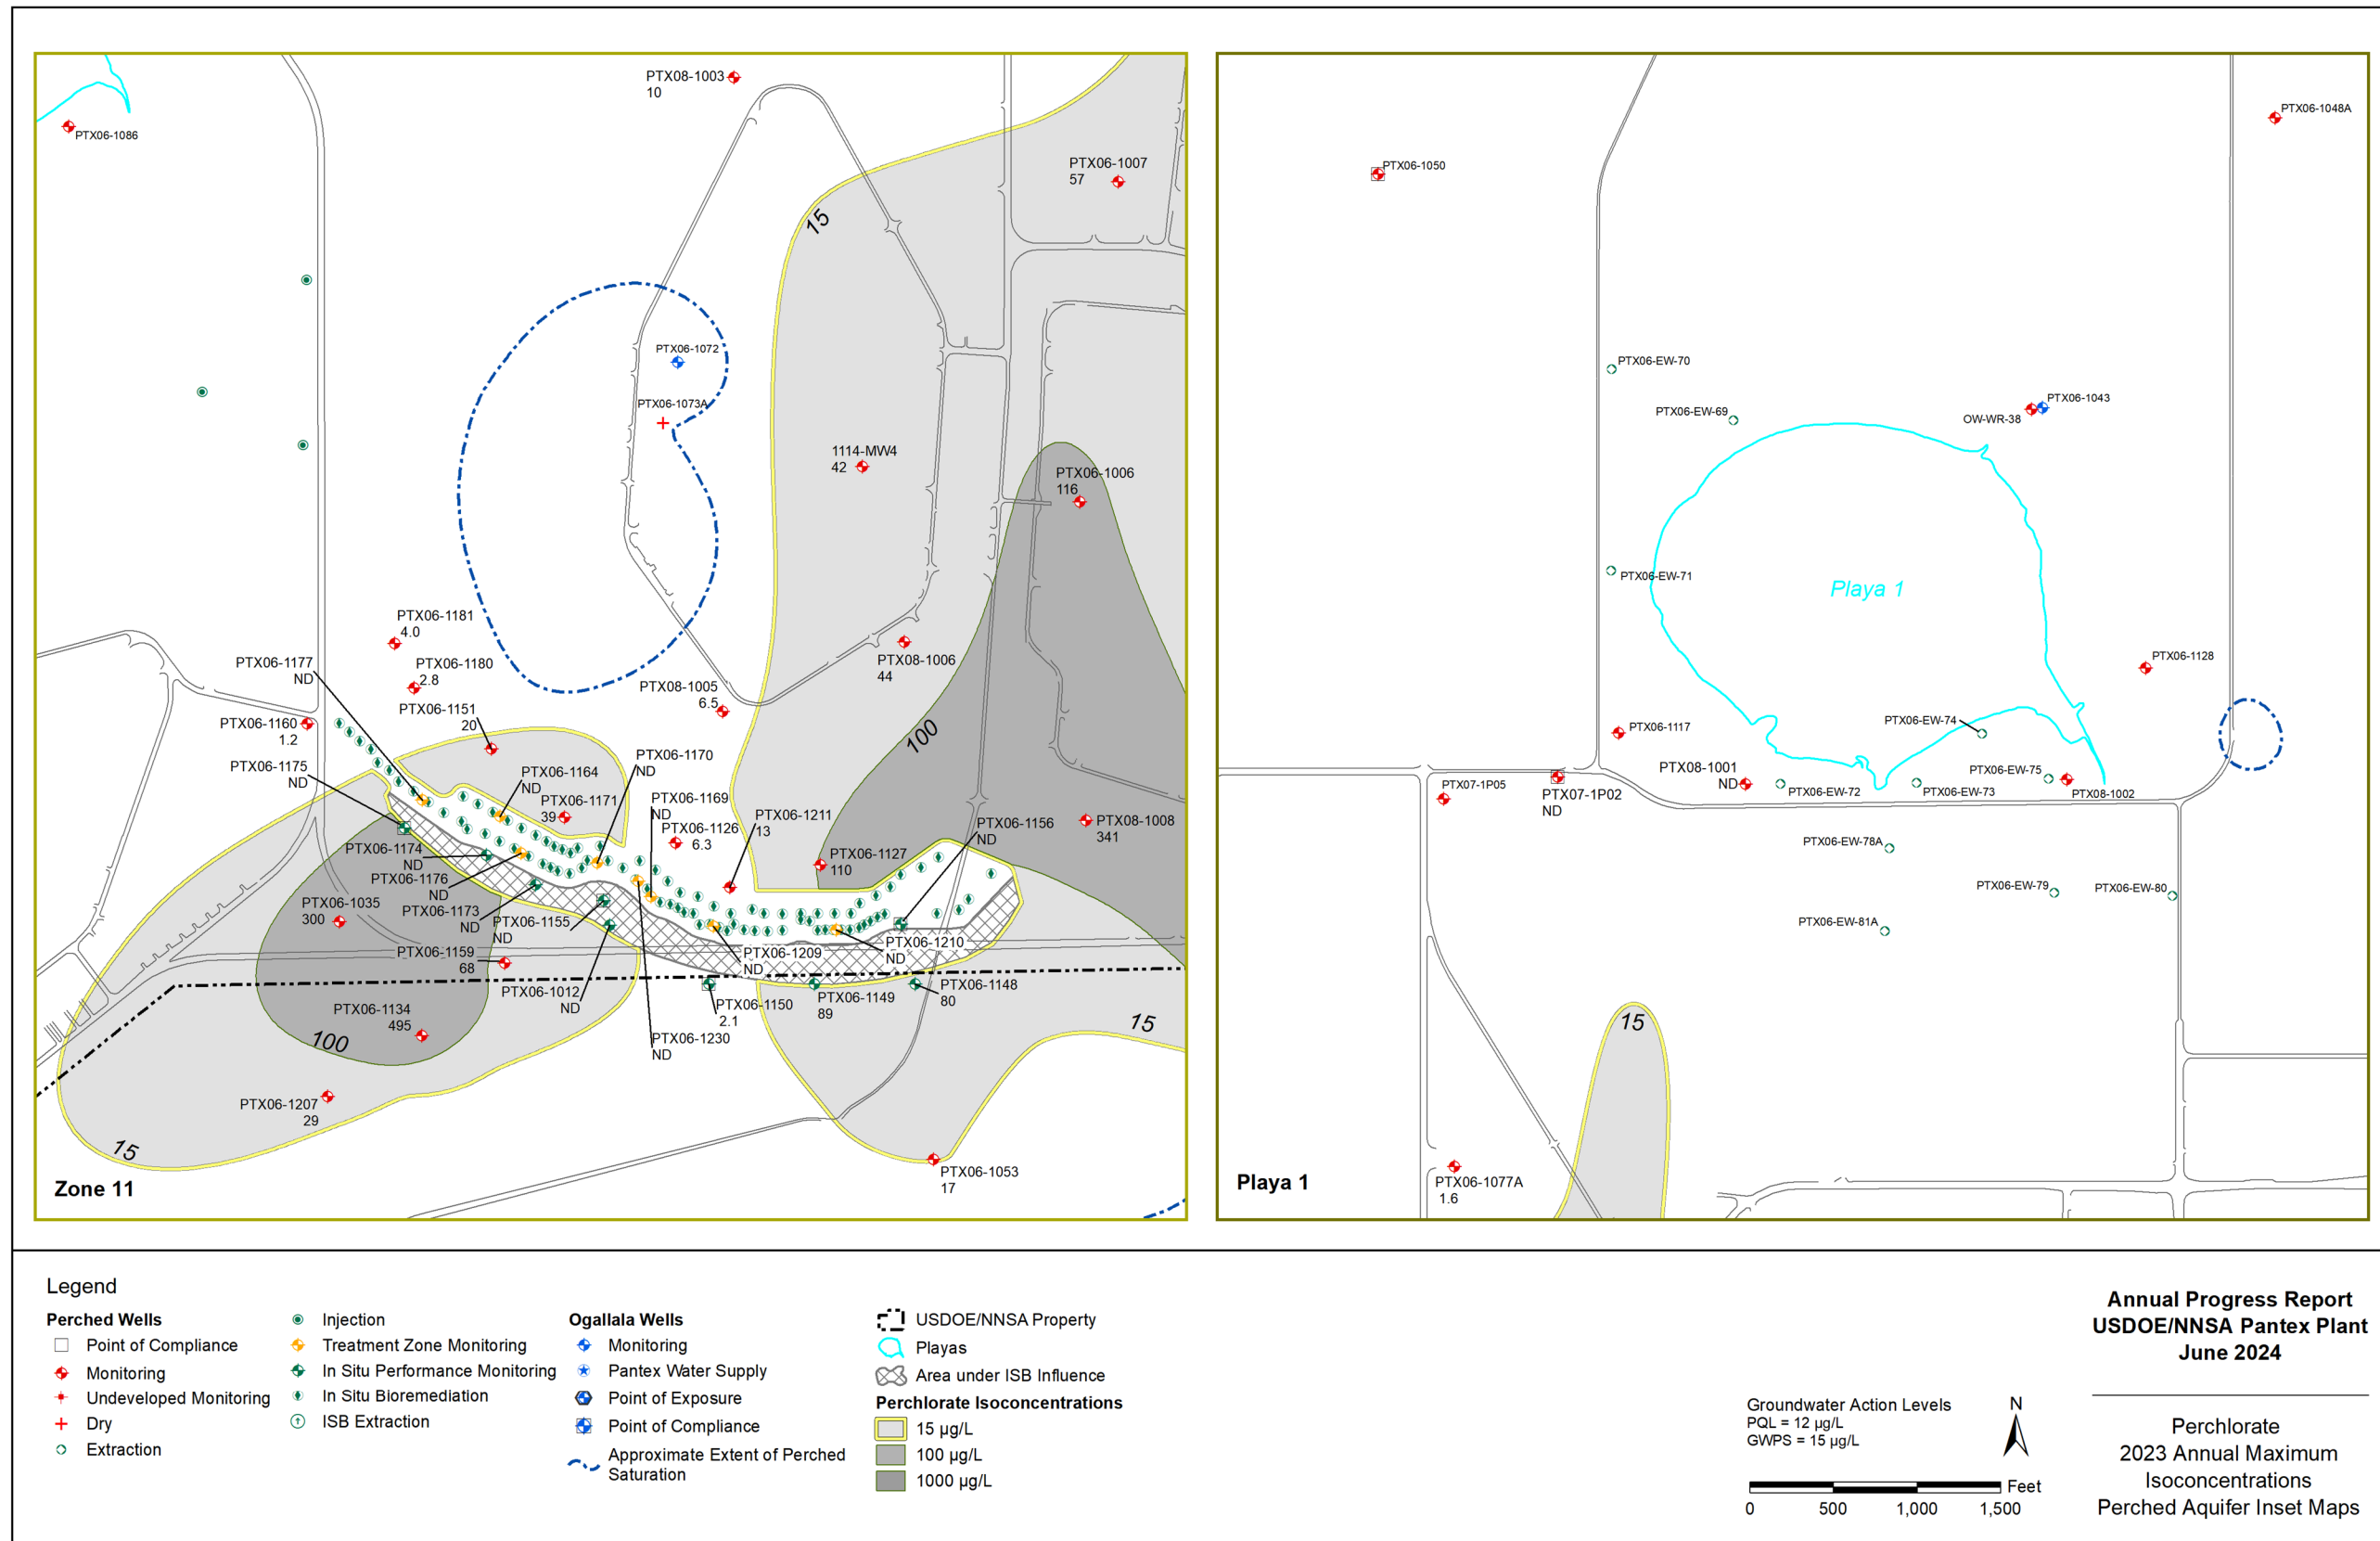 PTX08-1003
10
PTX06-1086
PTX06-1007
57
15
PTX06-1072
PTX06-1073A
1114-MW4
42
PTX06-1006
116
PTX06-1181
4.0
PTX06-1177
ND
PTX06-1180
2.8
PTX08-1006
44
PTX08-1005
6.5
PTX06-1151
20
PTX06-1160
1.2
100
PTX06-1170
ND
PTX06-1175
ND
PTX06-1164
ND
PTX06-1171
39
PTX06-1169
ND
PTX06-1126
6.3
PTX06-1211
13
PTX06-1156
ND
PTX08-1008
341
PTX06-1174
ND
PTX06-1127
110
PTX06-1176
ND
PTX06-1035
300
PTX06-1173
ND
PTX06-1155
ND
PTX06-1159
68
PTX06-1209
ND
PTX06-1210
ND
PTX06-1012
ND
PTX06-1150
2.1
PTX06-1149
89
PTX06-1148
80
PTX06-1134
495
100
PTX06-1230
ND
15
PTX06-1207
29
15
PTX06-1053
17
Zone 11
PTX06-1048A
PTX06-1050
PTX06-EW-70
PTX06-EW-69
PTX06-1043
OW-WR-38
PTX06-EW-71
Playa 1
PTX06-1128
PTX06-EW-74
PTX06-1117
PTX08-1001
ND
PTX06-EW-75
PTX07-1P05
PTX07-1P02
ND
PTX06-EW-72
PTX06-EW-73
PTX08-1002
PTX06-EW-78A
PTX06-EW-79
PTX06-EW-80
PTX06-EW-81A
15
PTX06-1077A
1.6
Playa 1
Legend
Perched Wells
Point of Compliance
Monitoring
Undeveloped Monitoring
Dry
Extraction
Injection
Treatment Zone Monitoring
In Situ Performance Monitoring
In Situ Bioremediation
ISB Extraction
Ogallala Wells
Monitoring
Pantex Water Supply
Point of Exposure
Point of Compliance
Approximate Extent of Perched
Saturation
USDOE/NNSA Property
Playas
Area under ISB Influence
Perchlorate Isoconcentrations
15 µg/L
100 µg/L
1000 µg/L
Groundwater Action Levels
PQL = 12 µg/L
GWPS = 15 µg/L
N
Feet
0 500 1,000 1,500
Annual Progress Report
USDOE/NNSA Pantex Plant
June 2024
Perchlorate
2023 Annual Maximum
Isoconcentrations
Perched Aquifer Inset Maps